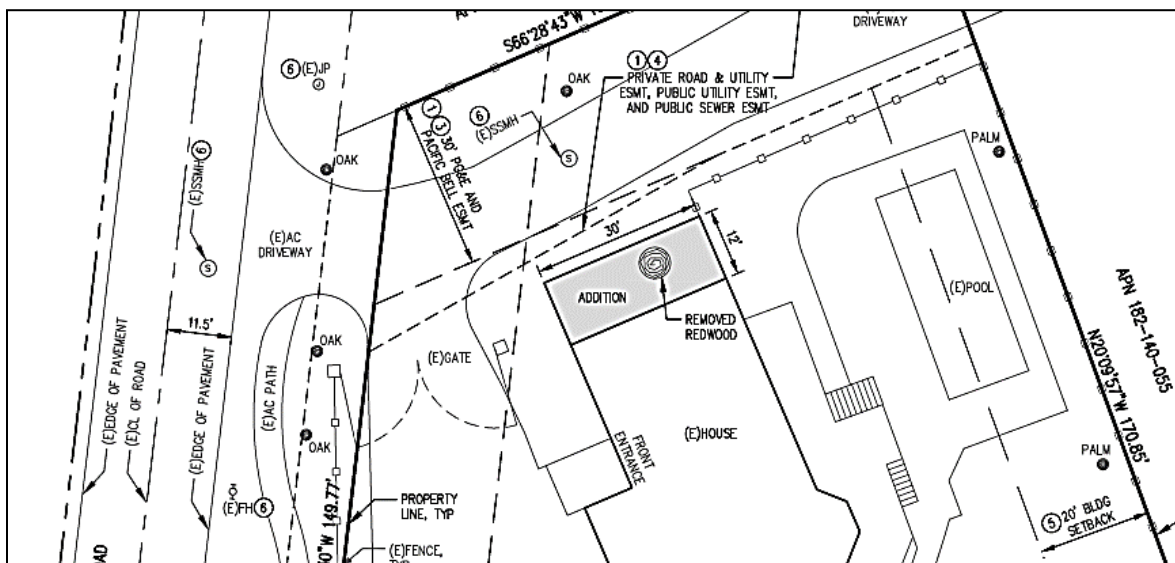 S66°28'43"W
DRIVEWAY
6 (E)JP
OAK
1 4
PRIVATE ROAD & UTILITY
ESMT, PUBLIC UTILITY ESMT,
AND PUBLIC SEWER ESMT
1
3 30' PG&E AND
PACIFIC BELL ESMT
6
(E)SSMH
S
OAK
PALM
(E)SSMH 6
S
(E)AC
DRIVEWAY
30'
12'
ADDITION
REMOVED
REDWOOD
(E)POOL
APN 182-140-055
N20°09'57"W 170.85'
11.5'
OAK
(E)GATE
(E)EDGE OF PAVEMENT
(E)CL OF ROAD
(E)EDGE OF PAVEMENT
(E)AC PATH
OAK
(E)HOUSE
FRONT
ENTRANCE
PALM
(E)FH 6
PROPERTY
LINE, TYP
"W 149.77'
(E)FENCE,
5 20' BLDG
SETBACK